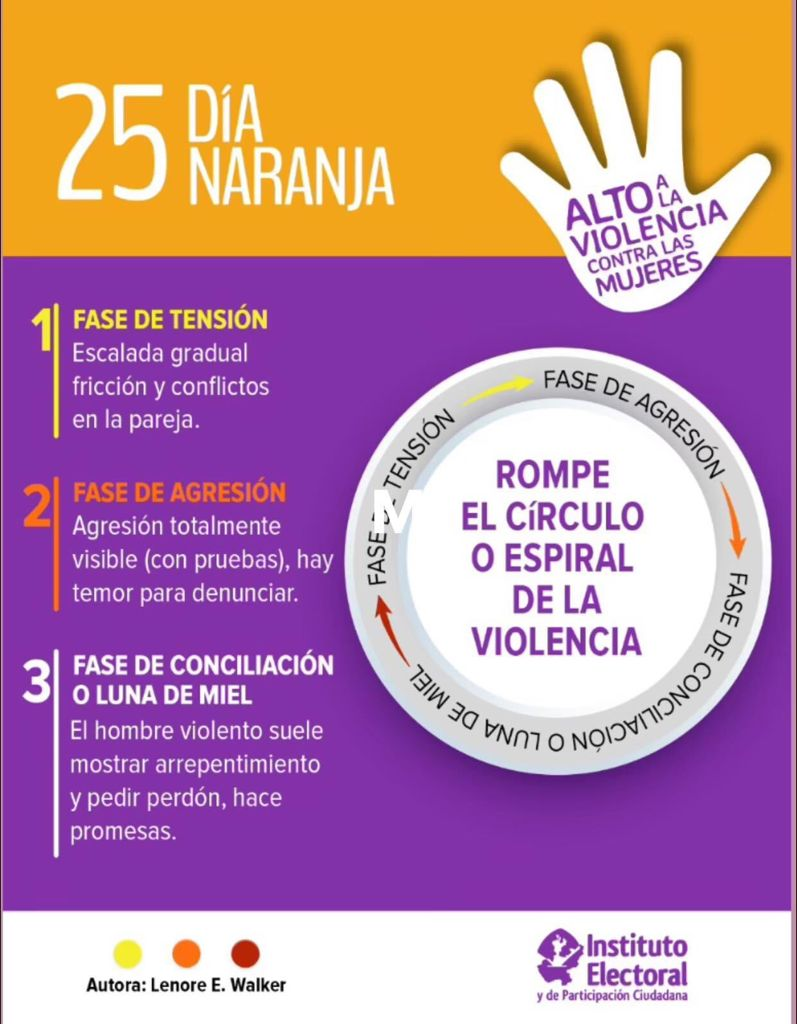 25 DíA
NARANJA
ALTO A
LA
VIOLENCIA
CONTRA LAS
MUJERES
1 FASE DE TENSIÓN
Escalada gradual
fricción y conflictos
en la pareja.
2 FASE DE AGRESIÓN
Agresión totalmente
visible (con pruebas), hay
temor para denunciar.
3 FASE DE CONCILIACIÓN
O LUNA DE MIEL
El hombre violento suele
mostrar arrepentimiento
y pedir perdón, hace
promesas.
FASE DE TENSIÓN
FASE DE AGRESIÓN
FASE DE CONCILIACIÓN O LUNA DE MIEL
ROMPE
EL CíRCULO
O ESPIRAL
DE LA
VIOLENCIA
M
Autora: Lenore E. Walker
Instituto
Electoral
y de Participación Ciudadana